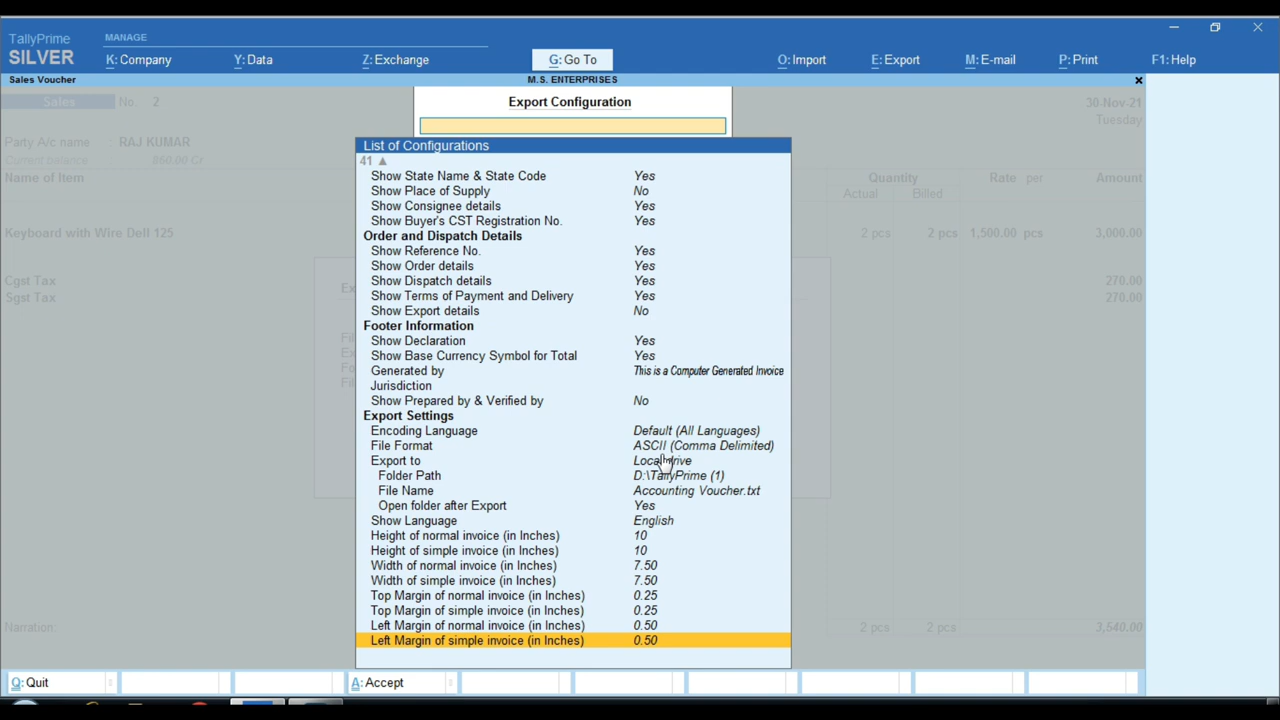 TallyPrime
MANAGE
SILVER
K: Company
Y: Data
Z: Exchange
G: Go To
O: Import
E: Export
M: E-mail
P: Print
F1: Help
Sales Voucher
M.S. ENTERPRISES
Sales No. 2
Export Configuration
30-Nov-21
Tuesday
Party A/c name : RAJ KUMAR
Current balance 860.00 Cr
Name of Item
Quantity Rate per Amount
Actual Billed
Keyboard with Wire Dell 125 2 pcs 2 pcs 1,500.00 pcs 3,000.00
Cgst Tax 270.00
Sgst Tax 270.00
List of Configurations
41 ▲
Show State Name & State Code Yes
Show Place of Supply No
Show Consignee details Yes
Show Buyer's CST Registration No. Yes
Order and Dispatch Details
Show Reference No. Yes
Show Order details Yes
Show Dispatch details Yes
Show Terms of Payment and Delivery Yes
Show Export details No
Footer Information
Show Declaration Yes
Show Base Currency Symbol for Total Yes
Generated by This is a Computer Generated Invoice
Jurisdiction
Show Prepared by & Verified by No
Export Settings
Encoding Language Default (All Languages)
File Format ASCII (Comma Delimited)
Export to Local Drive
Folder Path D:\TallyPrime (1)
File Name Accounting Voucher.txt
Open folder after Export Yes
Show Language English
Height of normal invoice (in Inches) 10
Height of simple invoice (in Inches) 10
Width of normal invoice (in Inches) 7.50
Width of simple invoice (in Inches) 7.50
Top Margin of normal invoice (in Inches) 0.25
Top Margin of simple invoice (in Inches) 0.25
Left Margin of normal invoice (in Inches) 0.50
Left Margin of simple invoice (in Inches) 0.50
Narration: 2 pcs 2 pcs 3,540.00
Q: Quit
A: Accept